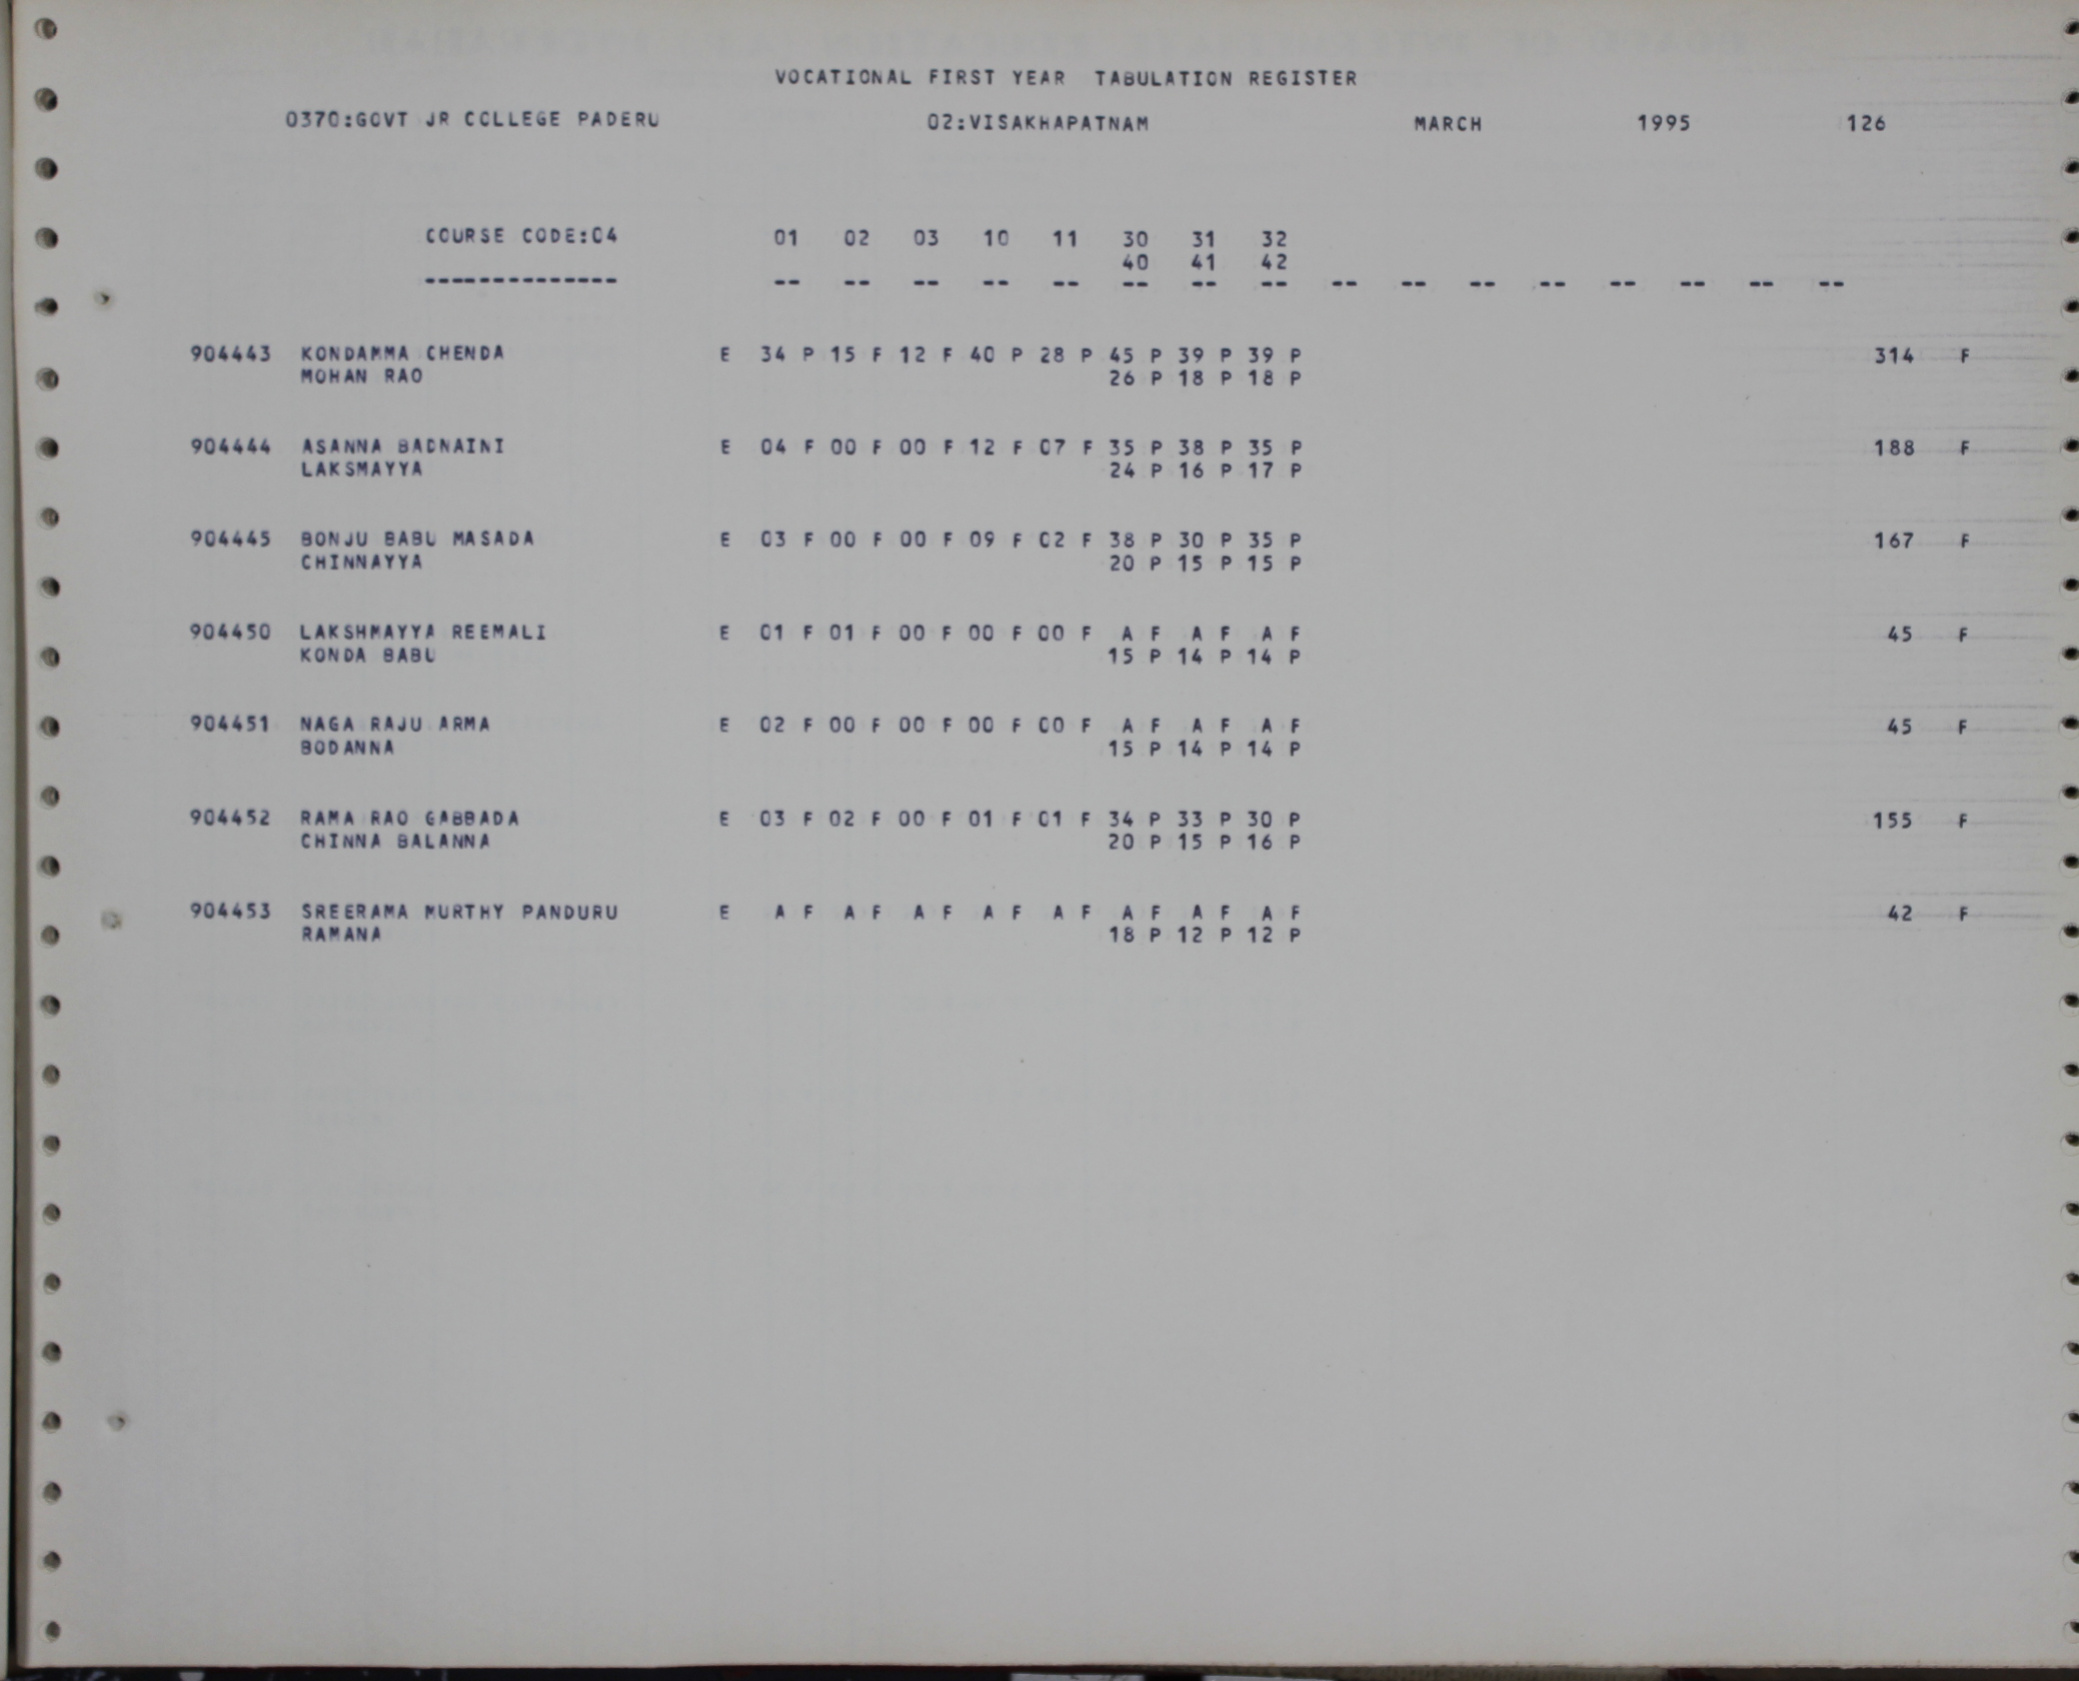 VOCATIONAL FIRST YEAR TABULATION REGISTER
0370:GOVT JR COLLEGE PADERU 02:VISAKHAPATNAM MARCH 1995 126
COURSE CODE:04 01 02 03 10 11 30 31 32
40 41 42
-------------- -- -- -- -- -- -- -- -- -- -- -- -- -- -- -- --
904443 KONDAMMA CHENDA E 34 P 15 F 12 F 40 P 28 P 45 P 39 P 39 P 314 F
MOHAN RAO 26 P 18 P 18 P
904444 ASANNA BADNAINI E 04 F 00 F 00 F 12 F 07 F 35 P 38 P 35 P 188 F
LAKSMAYYA 24 P 16 P 17 P
904445 BONJU BABU MASADA E 03 F 00 F 00 F 09 F 02 F 38 P 30 P 35 P 167 F
CHINNAYYA 20 P 15 P 15 P
904450 LAKSHMAYYA REEMALI E 01 F 01 F 00 F 00 F 00 F A F A F A F 45 F
KONDA BABU 15 P 14 P 14 P
904451 NAGA RAJU ARMA E 02 F 00 F 00 F 00 F 00 F A F A F A F 45 F
BODANNA 15 P 14 P 14 P
904452 RAMA RAO GABBADA E 03 F 02 F 00 F 01 F 01 F 34 P 33 P 30 P 155 F
CHINNA BALANNA 20 P 15 P 16 P
904453 SREERAMA MURTHY PANDURU E A F A F A F A F A F A F A F A F 42 F
RAMANA 18 P 12 P 12 P